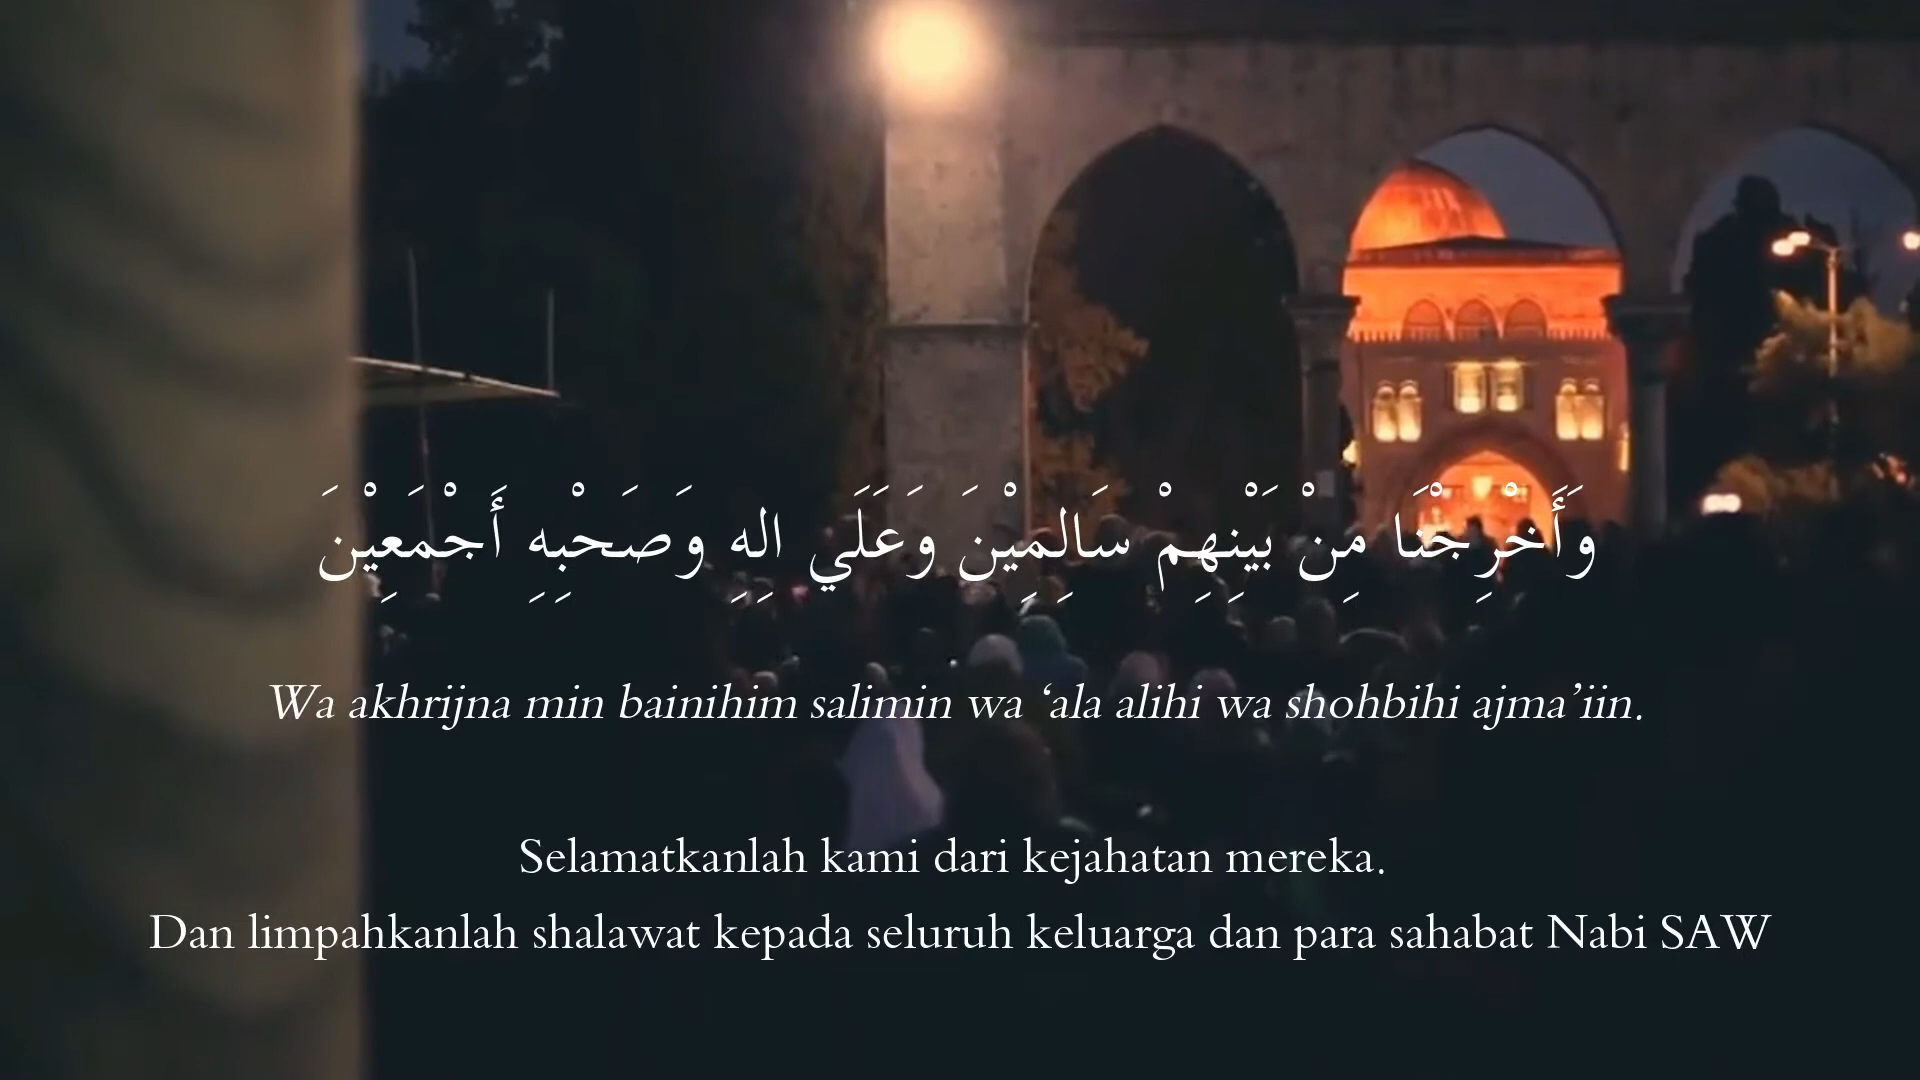 وَأَخْرِجْنَا مِنْ بَيْنِهِمْ سَالِمِيْنَ وَعَلَي الِهِ وَصَحْبِهِ أَجْمَعِيْنَ
Wa akhrijna min bainihim salimin wa ‘ala alihi wa shohbihi ajma’iin.
Selamatkanlah kami dari kejahatan mereka.
Dan limpahkanlah shalawat kepada seluruh keluarga dan para sahabat Nabi SAW